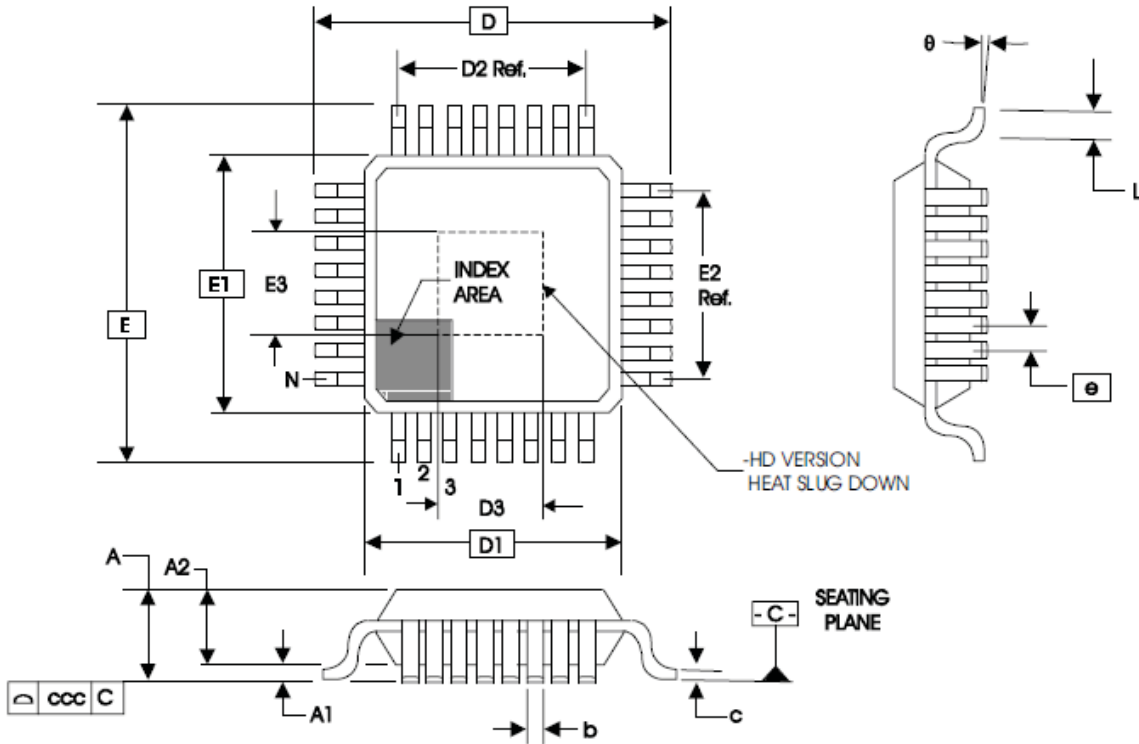 D
D2 Ref.
θ
L
E
E1
E3
INDEX
AREA
E2
Ref.
N
e
1
2
3
-HD VERSION
HEAT SLUG DOWN
D3
D1
A
A2
SEATING
PLANE
- C -
⌓ ccc C
A1
b
c